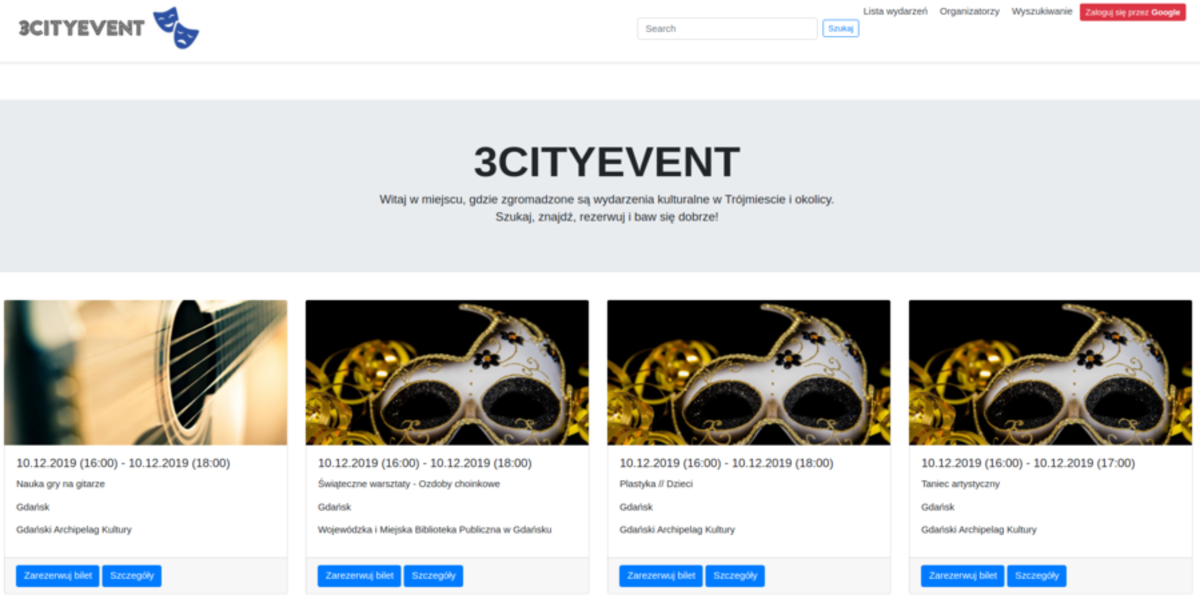 3CITYEVENT
Lista wydarzeń Organizatorzy Wyszukiwanie Zaloguj się przez Google
Search Szukaj
3CITYEVENT
Witaj w miejscu, gdzie zgromadzone są wydarzenia kulturalne w Trójmiescie i okolicy.
Szukaj, znajdź, rezerwuj i baw się dobrze!
10.12.2019 (16:00) - 10.12.2019 (18:00)
Nauka gry na gitarze
Gdańsk
Gdański Archipelag Kultury
Zarezerwuj bilet Szczegóły
10.12.2019 (16:00) - 10.12.2019 (18:00)
Świąteczne warsztaty - Ozdoby choinkowe
Gdańsk
Wojewódzka i Miejska Biblioteka Publiczna w Gdańsku
Zarezerwuj bilet Szczegóły
10.12.2019 (16:00) - 10.12.2019 (18:00)
Plastyka // Dzieci
Gdańsk
Gdański Archipelag Kultury
Zarezerwuj bilet Szczegóły
10.12.2019 (16:00) - 10.12.2019 (17:00)
Taniec artystyczny
Gdańsk
Gdański Archipelag Kultury
Zarezerwuj bilet Szczegóły